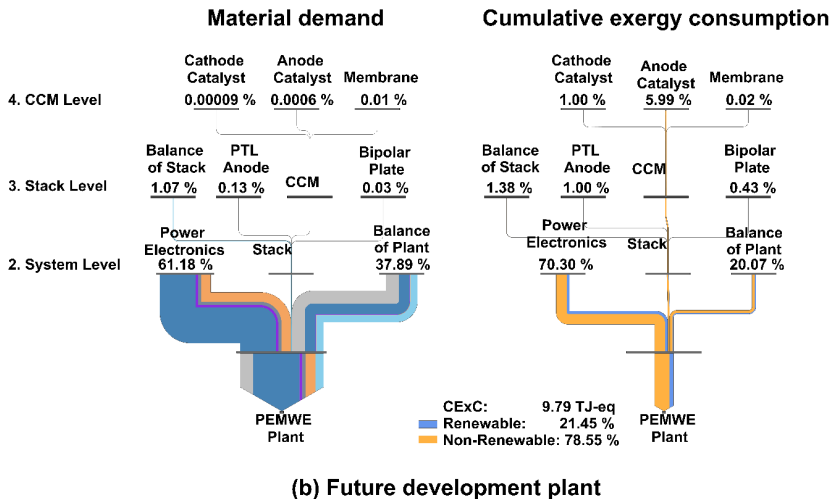 Material demand
Cumulative exergy consumption
Cathode
Catalyst
0.00009 %
Anode
Catalyst
0.0006 %
Membrane
0.01 %
Cathode
Catalyst
1.00 %
Anode
Catalyst
5.99 %
Membrane
0.02 %
4. CCM Level
Balance
of Stack
1.07 %
PTL
Anode
0.13 %
CCM
Bipolar
Plate
0.03 %
Balance
of Stack
1.38 %
PTL
Anode
1.00 %
CCM
Bipolar
Plate
0.43 %
3. Stack Level
Power
Electronics
61.18 %
Stack
Balance
of Plant
37.89 %
Power
Electronics
70.30 %
Stack
Balance
of Plant
20.07 %
2. System Level
PEMWE
Plant
CExC: 9.79 TJ-eq
Renewable: 21.45 %
Non-Renewable: 78.55 %
PEMWE
Plant
(b) Future development plant